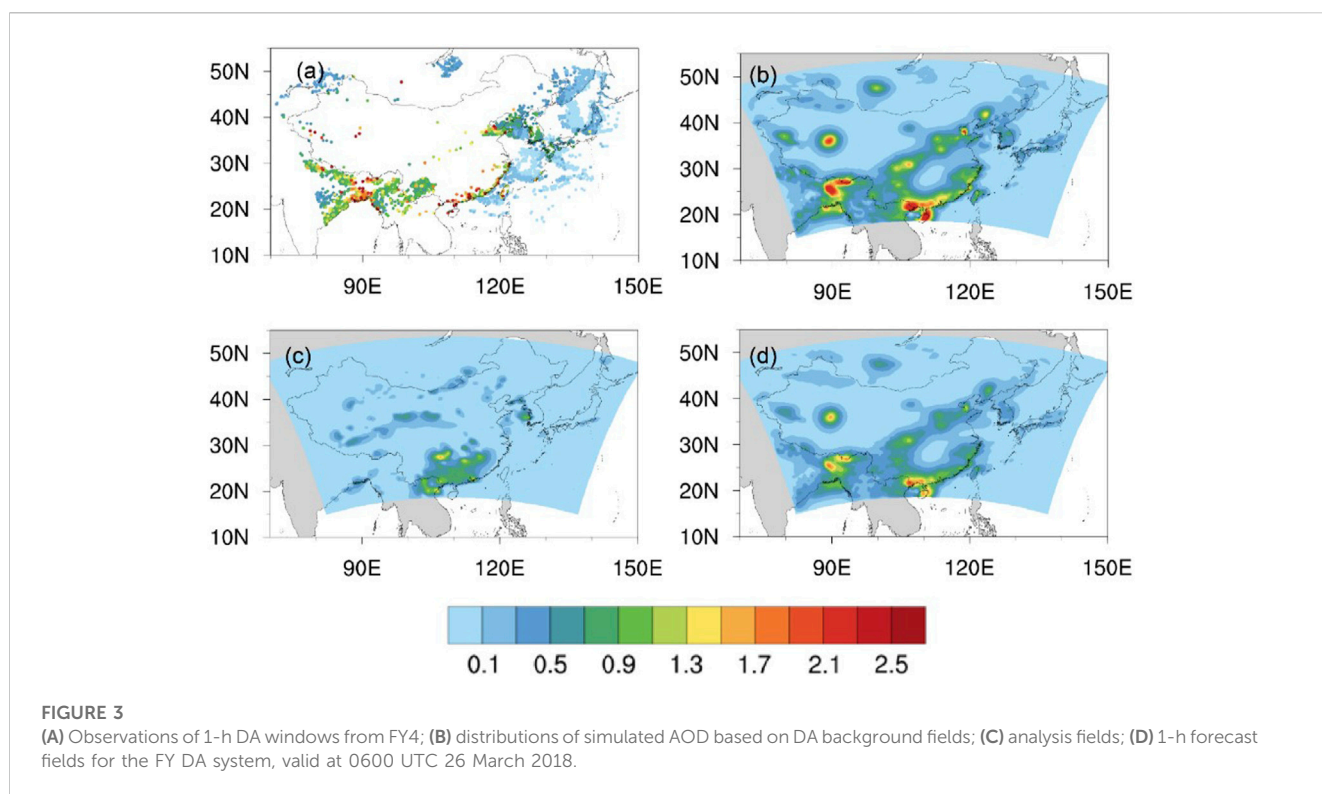 (a)
50N
40N
30N
20N
10N
90E 120E 150E
(b)
50N
40N
30N
20N
10N
90E 120E 150E
(c)
50N
40N
30N
20N
10N
90E 120E 150E
(d)
50N
40N
30N
20N
10N
90E 120E 150E
0.1 0.5 0.9 1.3 1.7 2.1 2.5
FIGURE 3
(A) Observations of 1-h DA windows from FY4; (B) distributions of simulated AOD based on DA background fields; (C) analysis fields; (D) 1-h forecast
fields for the FY DA system, valid at 0600 UTC 26 March 2018.